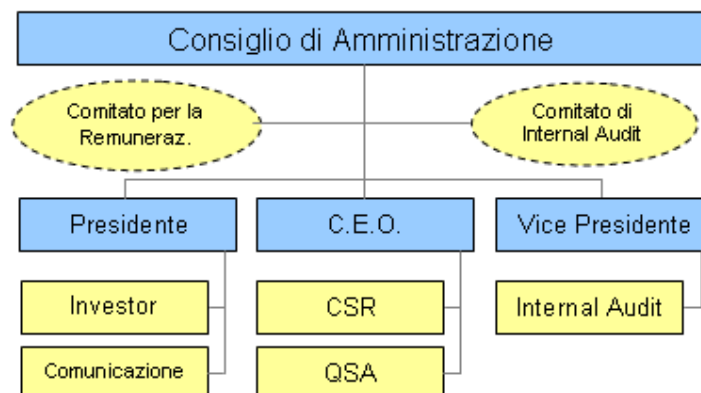 Consiglio di Amministrazione
Comitato per la
Remuneraz.
Comitato di
Internal Audit
Presidente
C.E.O.
Vice Presidente
Investor
CSR
Internal Audit
Comunicazione
QSA